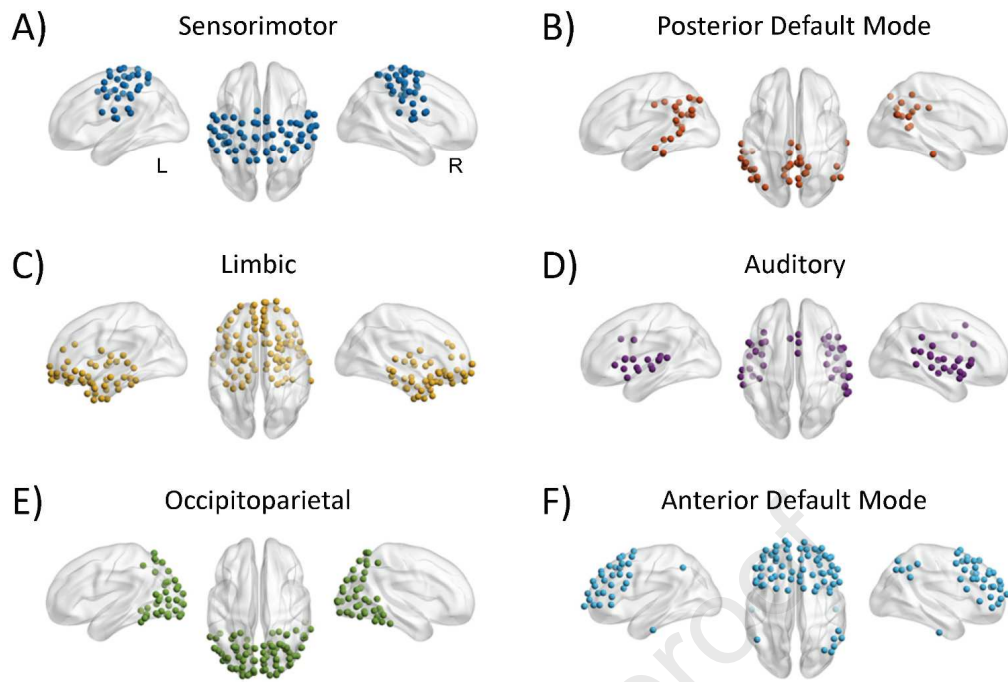 A) Sensorimotor
B) Posterior Default Mode
L
R
C) Limbic
D) Auditory
E) Occipitoparietal
F) Anterior Default Mode